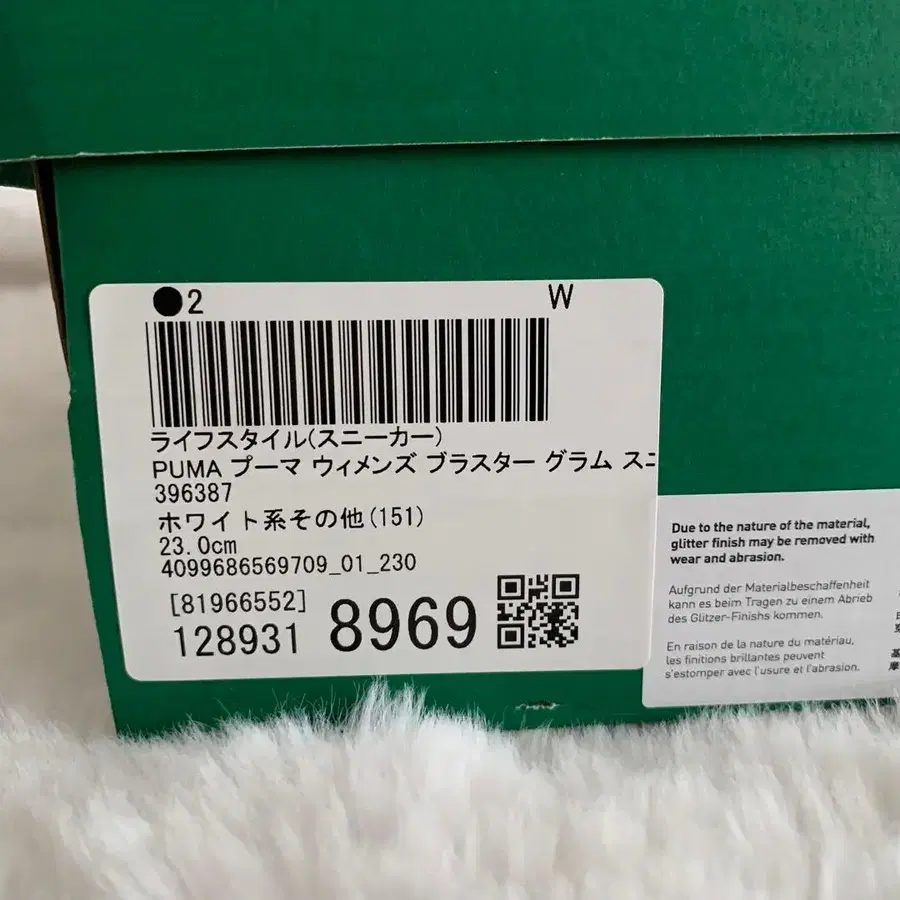 ●2 W
ライフスタイル(スニーカー)
PUMA プーマ ウィメンズ ブラスター グラム スニ
396387
ホワイト系その他(151)
23.0cm
4099686569709_01_230
[81966552]
128931 8969
Due to the nature of the material,
glitter finish may be removed with
wear and abrasion.
Aufgrund der Materialbeschaffenheit
kann es beim Tragen zu einem Abrieb
des Glitzer-Finishs kommen.
En raison de la nature du matériau,
les finitions brillantes peuvent
s'estomper avec l'usure et l'abrasion.